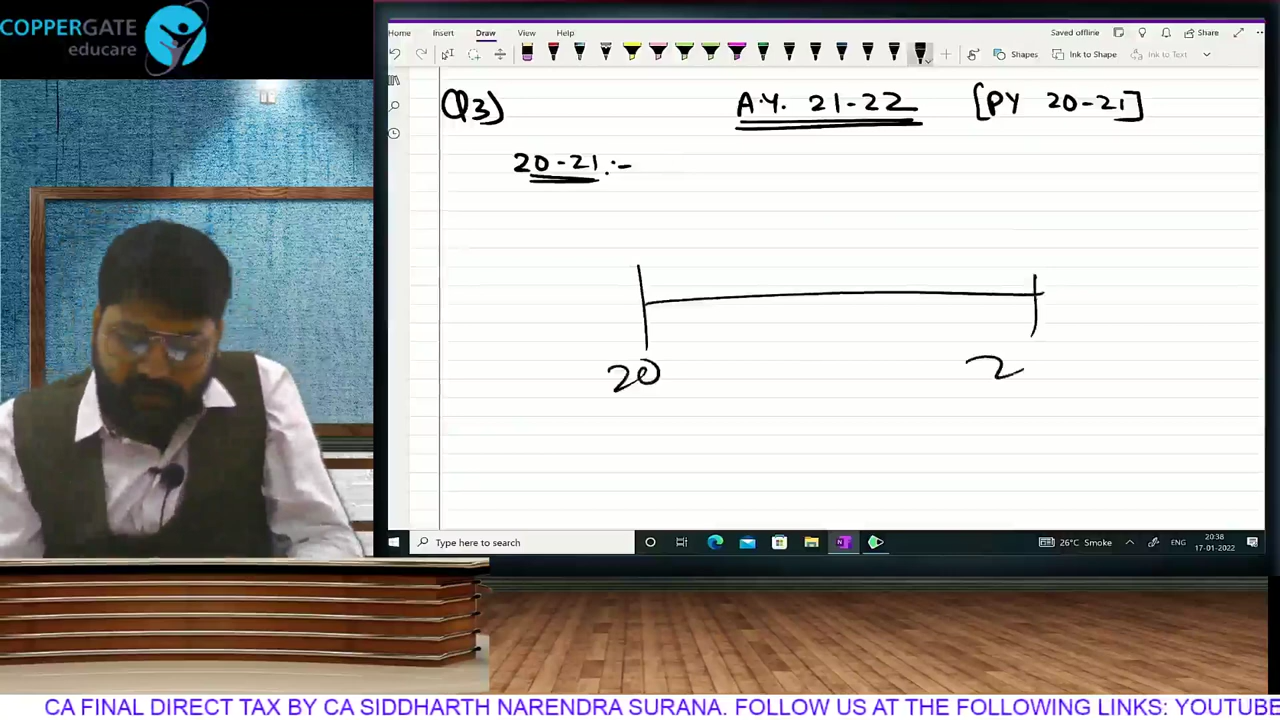 COPPERGATE
educare
Home Insert Draw View Help Saved offline Share
Shapes Ink to Shape Ink to Text
Q3) A.Y. 21-22 [PY 20-21]
20-21:-
20 2
Type here to search
26°C Smoke ENG 20:38 17-01-2022
CA FINAL DIRECT TAX BY CA SIDDHARTH NARENDRA SURANA. FOLLOW US AT THE FOLLOWING LINKS: YOUTUBE